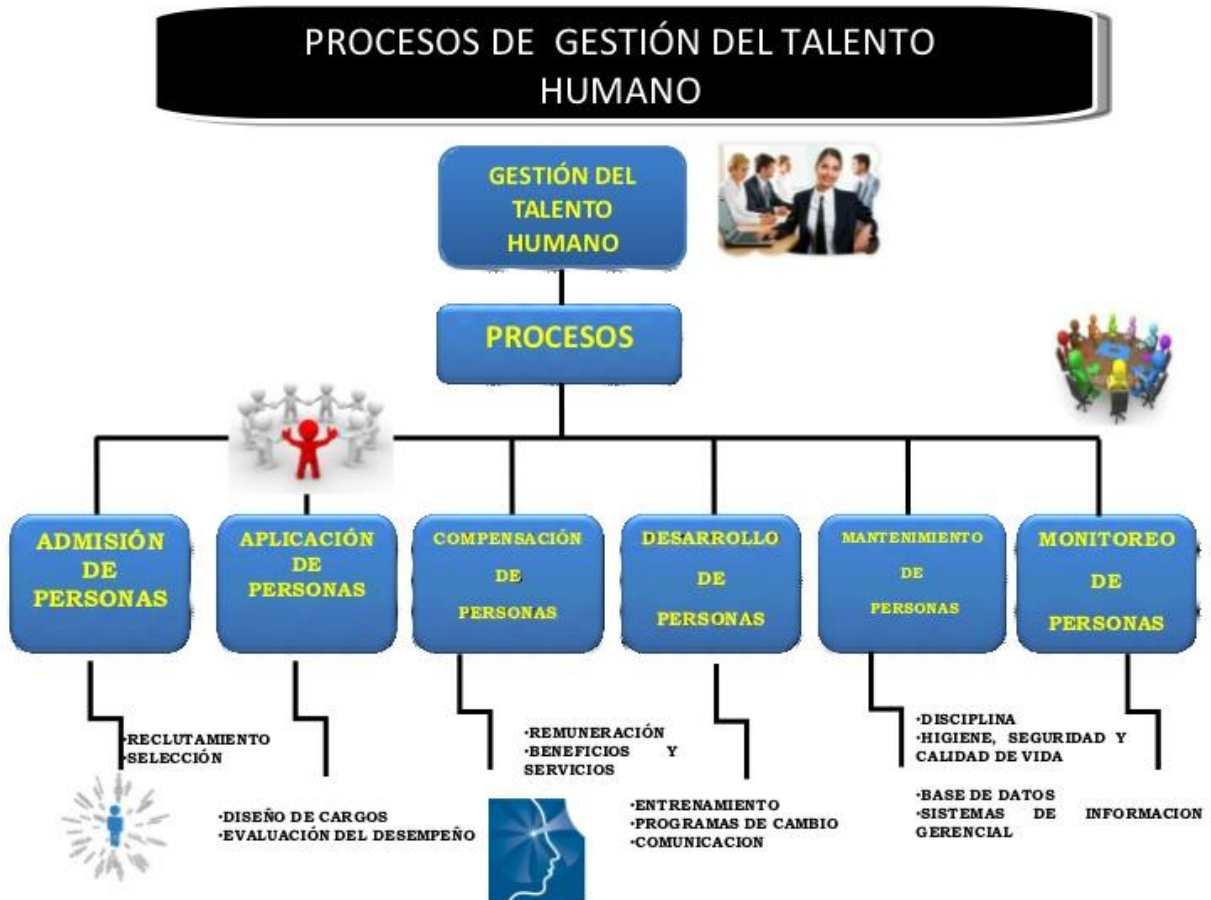 PROCESOS DE GESTIÓN DEL TALENTO
HUMANO
GESTIÓN DEL
TALENTO
HUMANO
PROCESOS
ADMISIÓN
DE
PERSONAS
APLICACIÓN
DE
PERSONAS
COMPENSACIÓN
DE
PERSONAS
DESARROLLO
DE
PERSONAS
MANTENIMIENTO
DE
PERSONAS
MONITOREO
DE
PERSONAS
•RECLUTAMIENTO
•SELECCIÓN
•DISEÑO DE CARGOS
•EVALUACIÓN DEL DESEMPEÑO
•REMUNERACIÓN
•BENEFICIOS Y
SERVICIOS
•ENTRENAMIENTO
•PROGRAMAS DE CAMBIO
•COMUNICACION
•DISCIPLINA
•HIGIENE, SEGURIDAD Y
CALIDAD DE VIDA
•BASE DE DATOS
•SISTEMAS DE INFORMACION
GERENCIAL